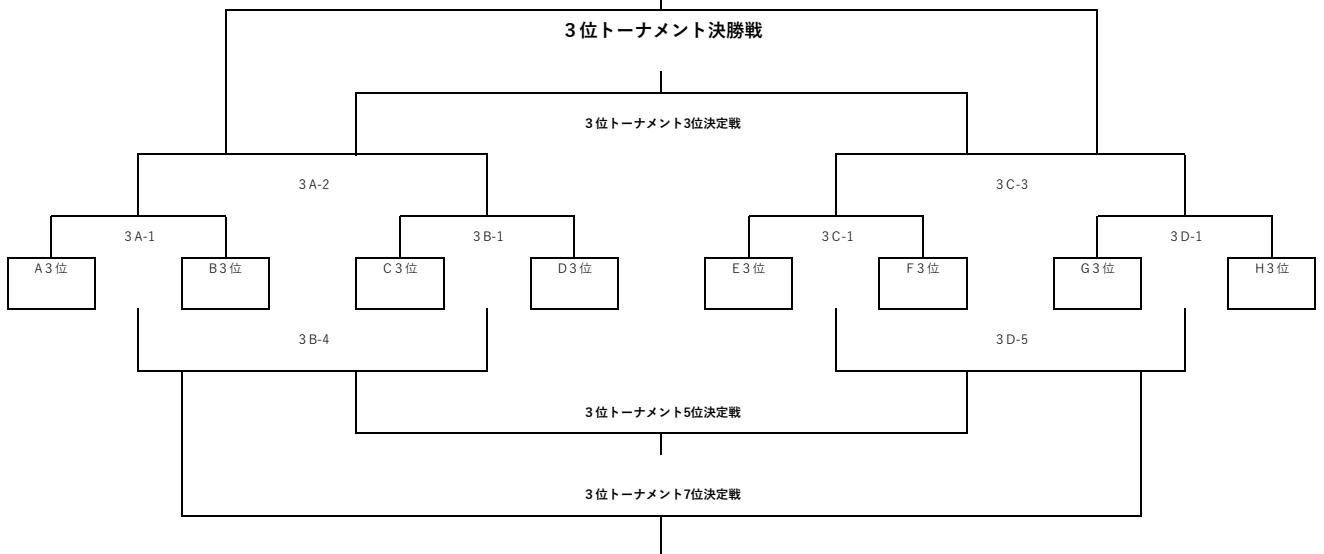 ３位トーナメント決勝戦
３位トーナメント3位決定戦
３A-2
３C-3
３A-1
３B-1
３C-1
３D-1
A３位
B３位
C３位
D３位
E３位
F３位
G３位
H３位
３B-4
３D-5
３位トーナメント5位決定戦
３位トーナメント7位決定戦